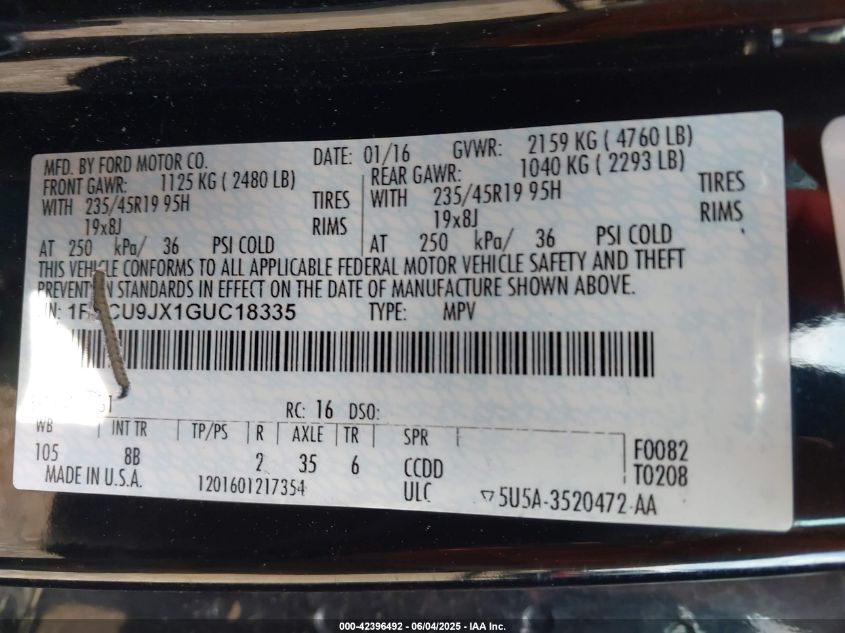 MFD. BY FORD MOTOR CO. DATE: 01/16 GVWR: 2159 KG ( 4760 LB)
FRONT GAWR: 1125 KG ( 2480 LB) REAR GAWR: 1040 KG ( 2293 LB)
WITH 235/45R19 95H TIRES WITH 235/45R19 95H TIRES
19x8J RIMS 19x8J RIMS
AT 250 kPa/ 36 PSI COLD AT 250 kPa/ 36 PSI COLD
THIS VEHICLE CONFORMS TO ALL APPLICABLE FEDERAL MOTOR VEHICLE SAFETY AND THEFT
PREVENTION STANDARDS IN EFFECT ON THE DATE OF MANUFACTURE SHOWN ABOVE.
CU9JX1GUC18335 TYPE: MPV
RC: 16 DSO:
WB INT TR TP/PS R AXLE TR SPR F0082
105 8B 2 35 6 CCDD T0208
MADE IN U.S.A. 1201601217354 ULC ▽5U5A-3520472-AA
000-42396492 - 06/04/2025 - IAA Inc.